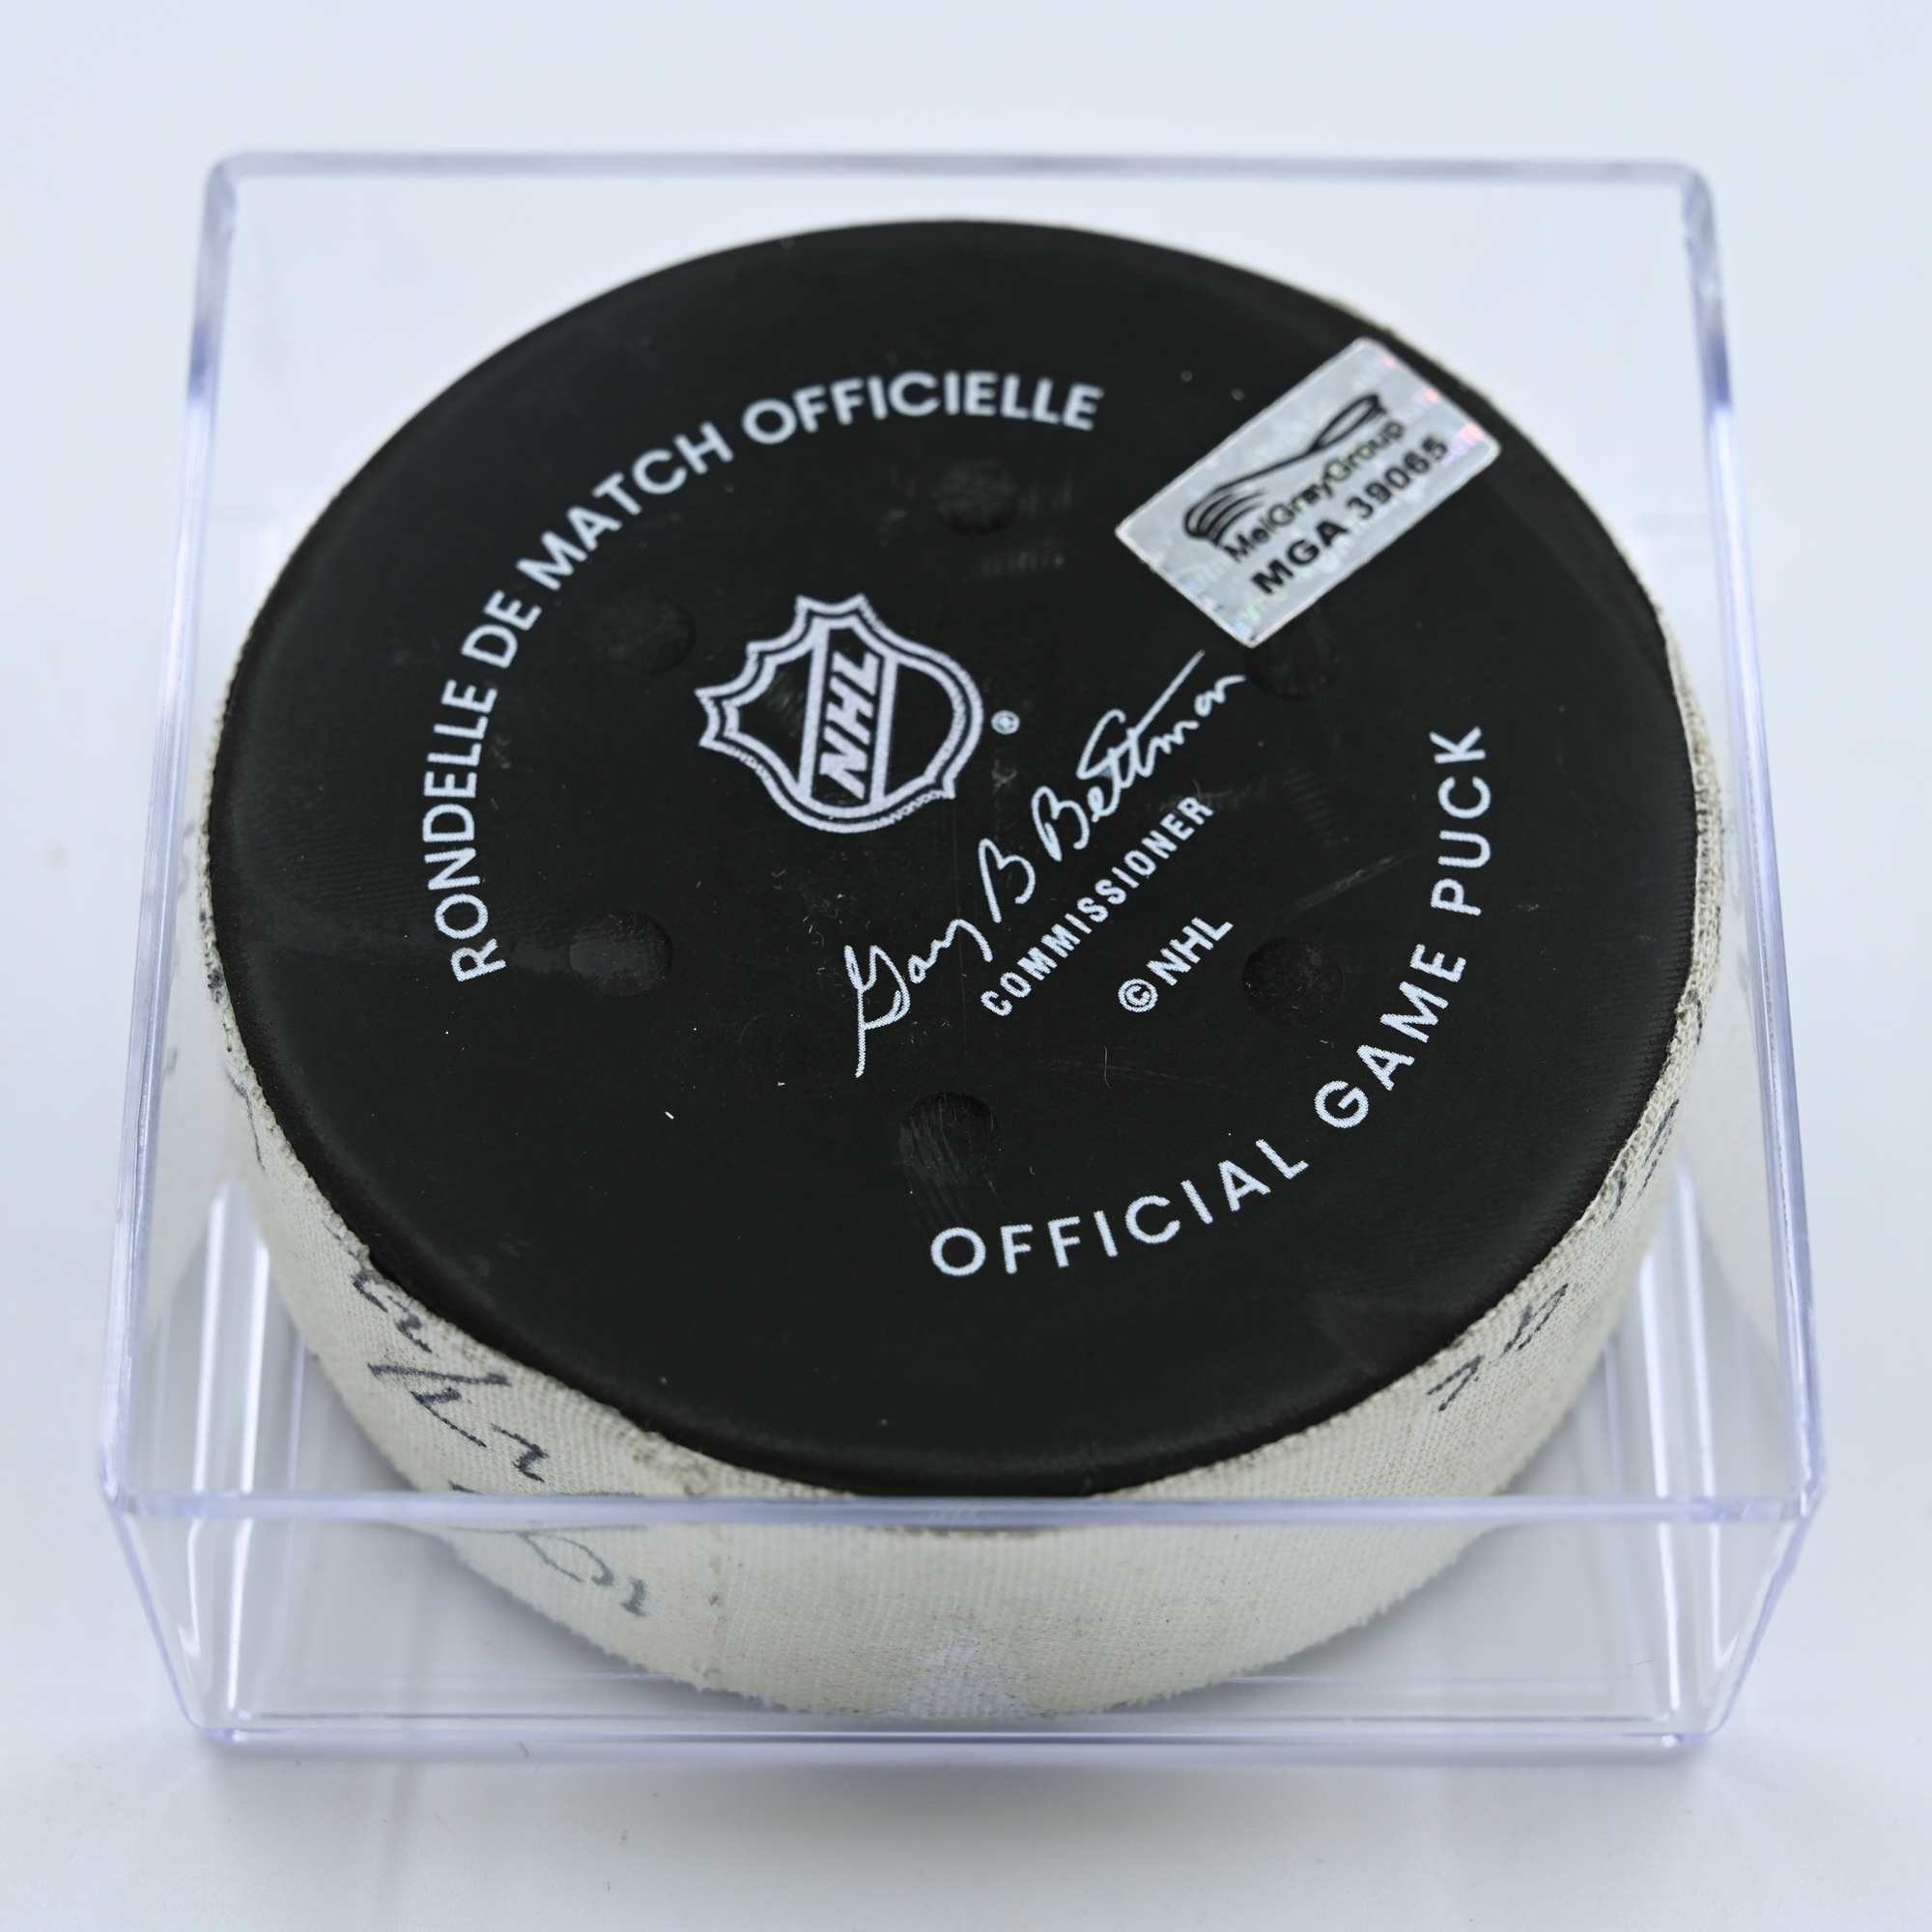 RONDELLE DE MATCH OFFICIELLE
MeiGrayGroup
MGA 39065
NHL
®
Gary B Bettman
COMMISSIONER
©NHL
OFFICIAL GAME PUCK